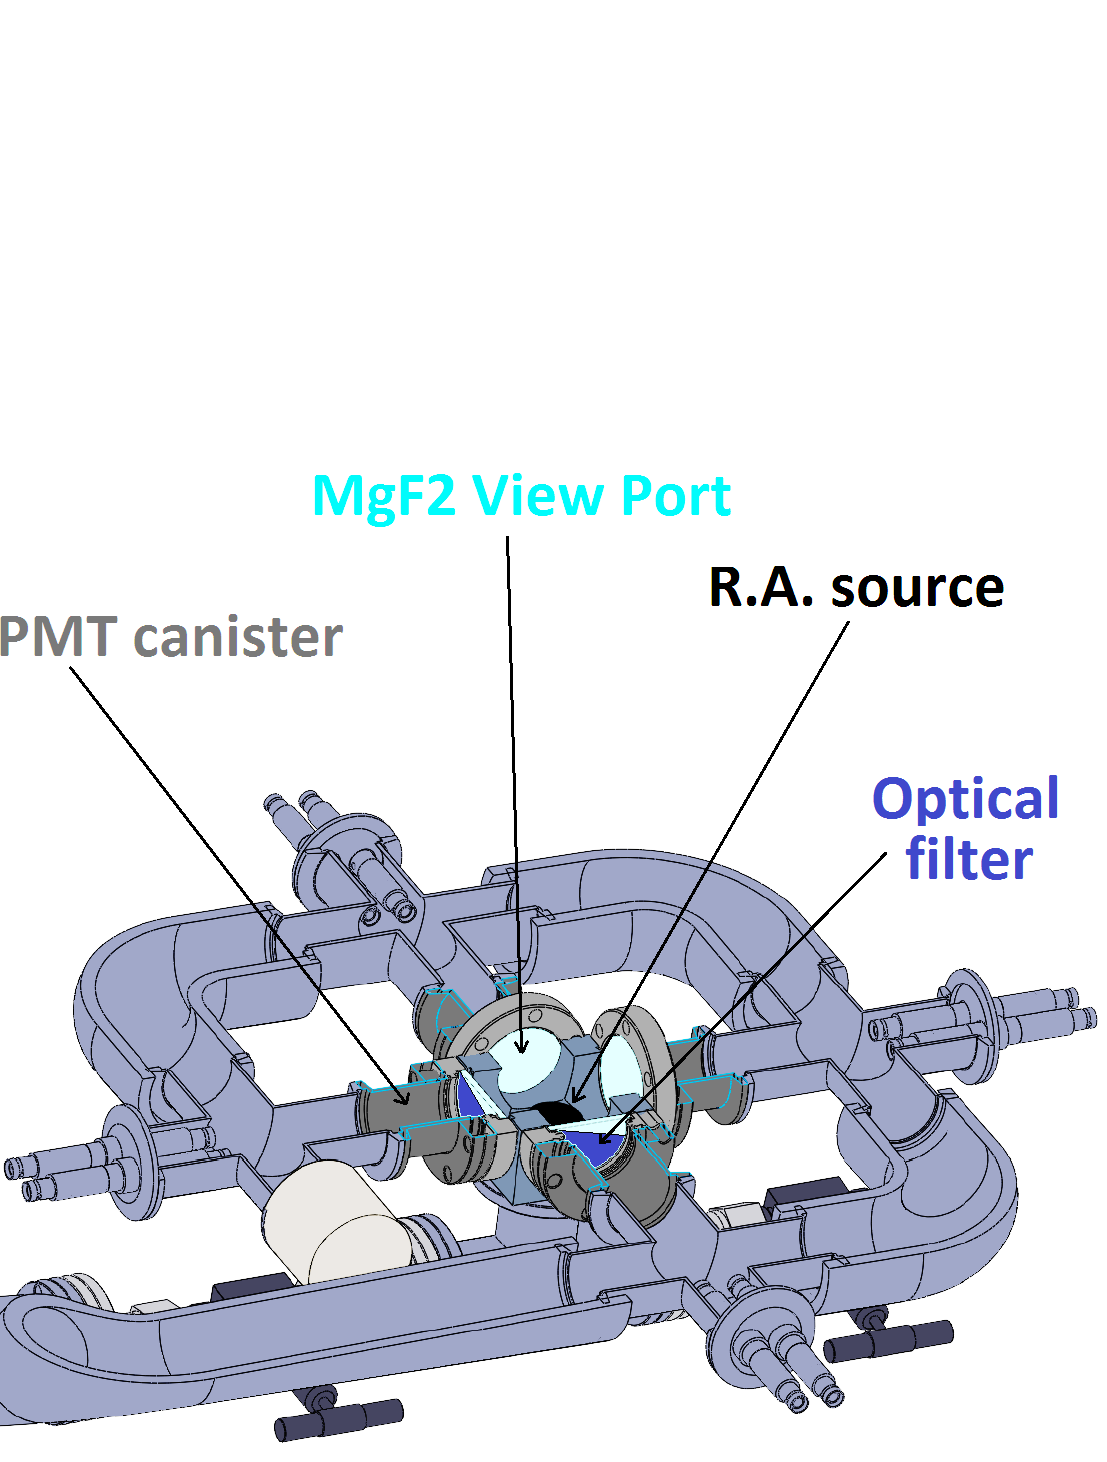 MgF2 View Port
R.A. source
PMT canister
Optical
filter